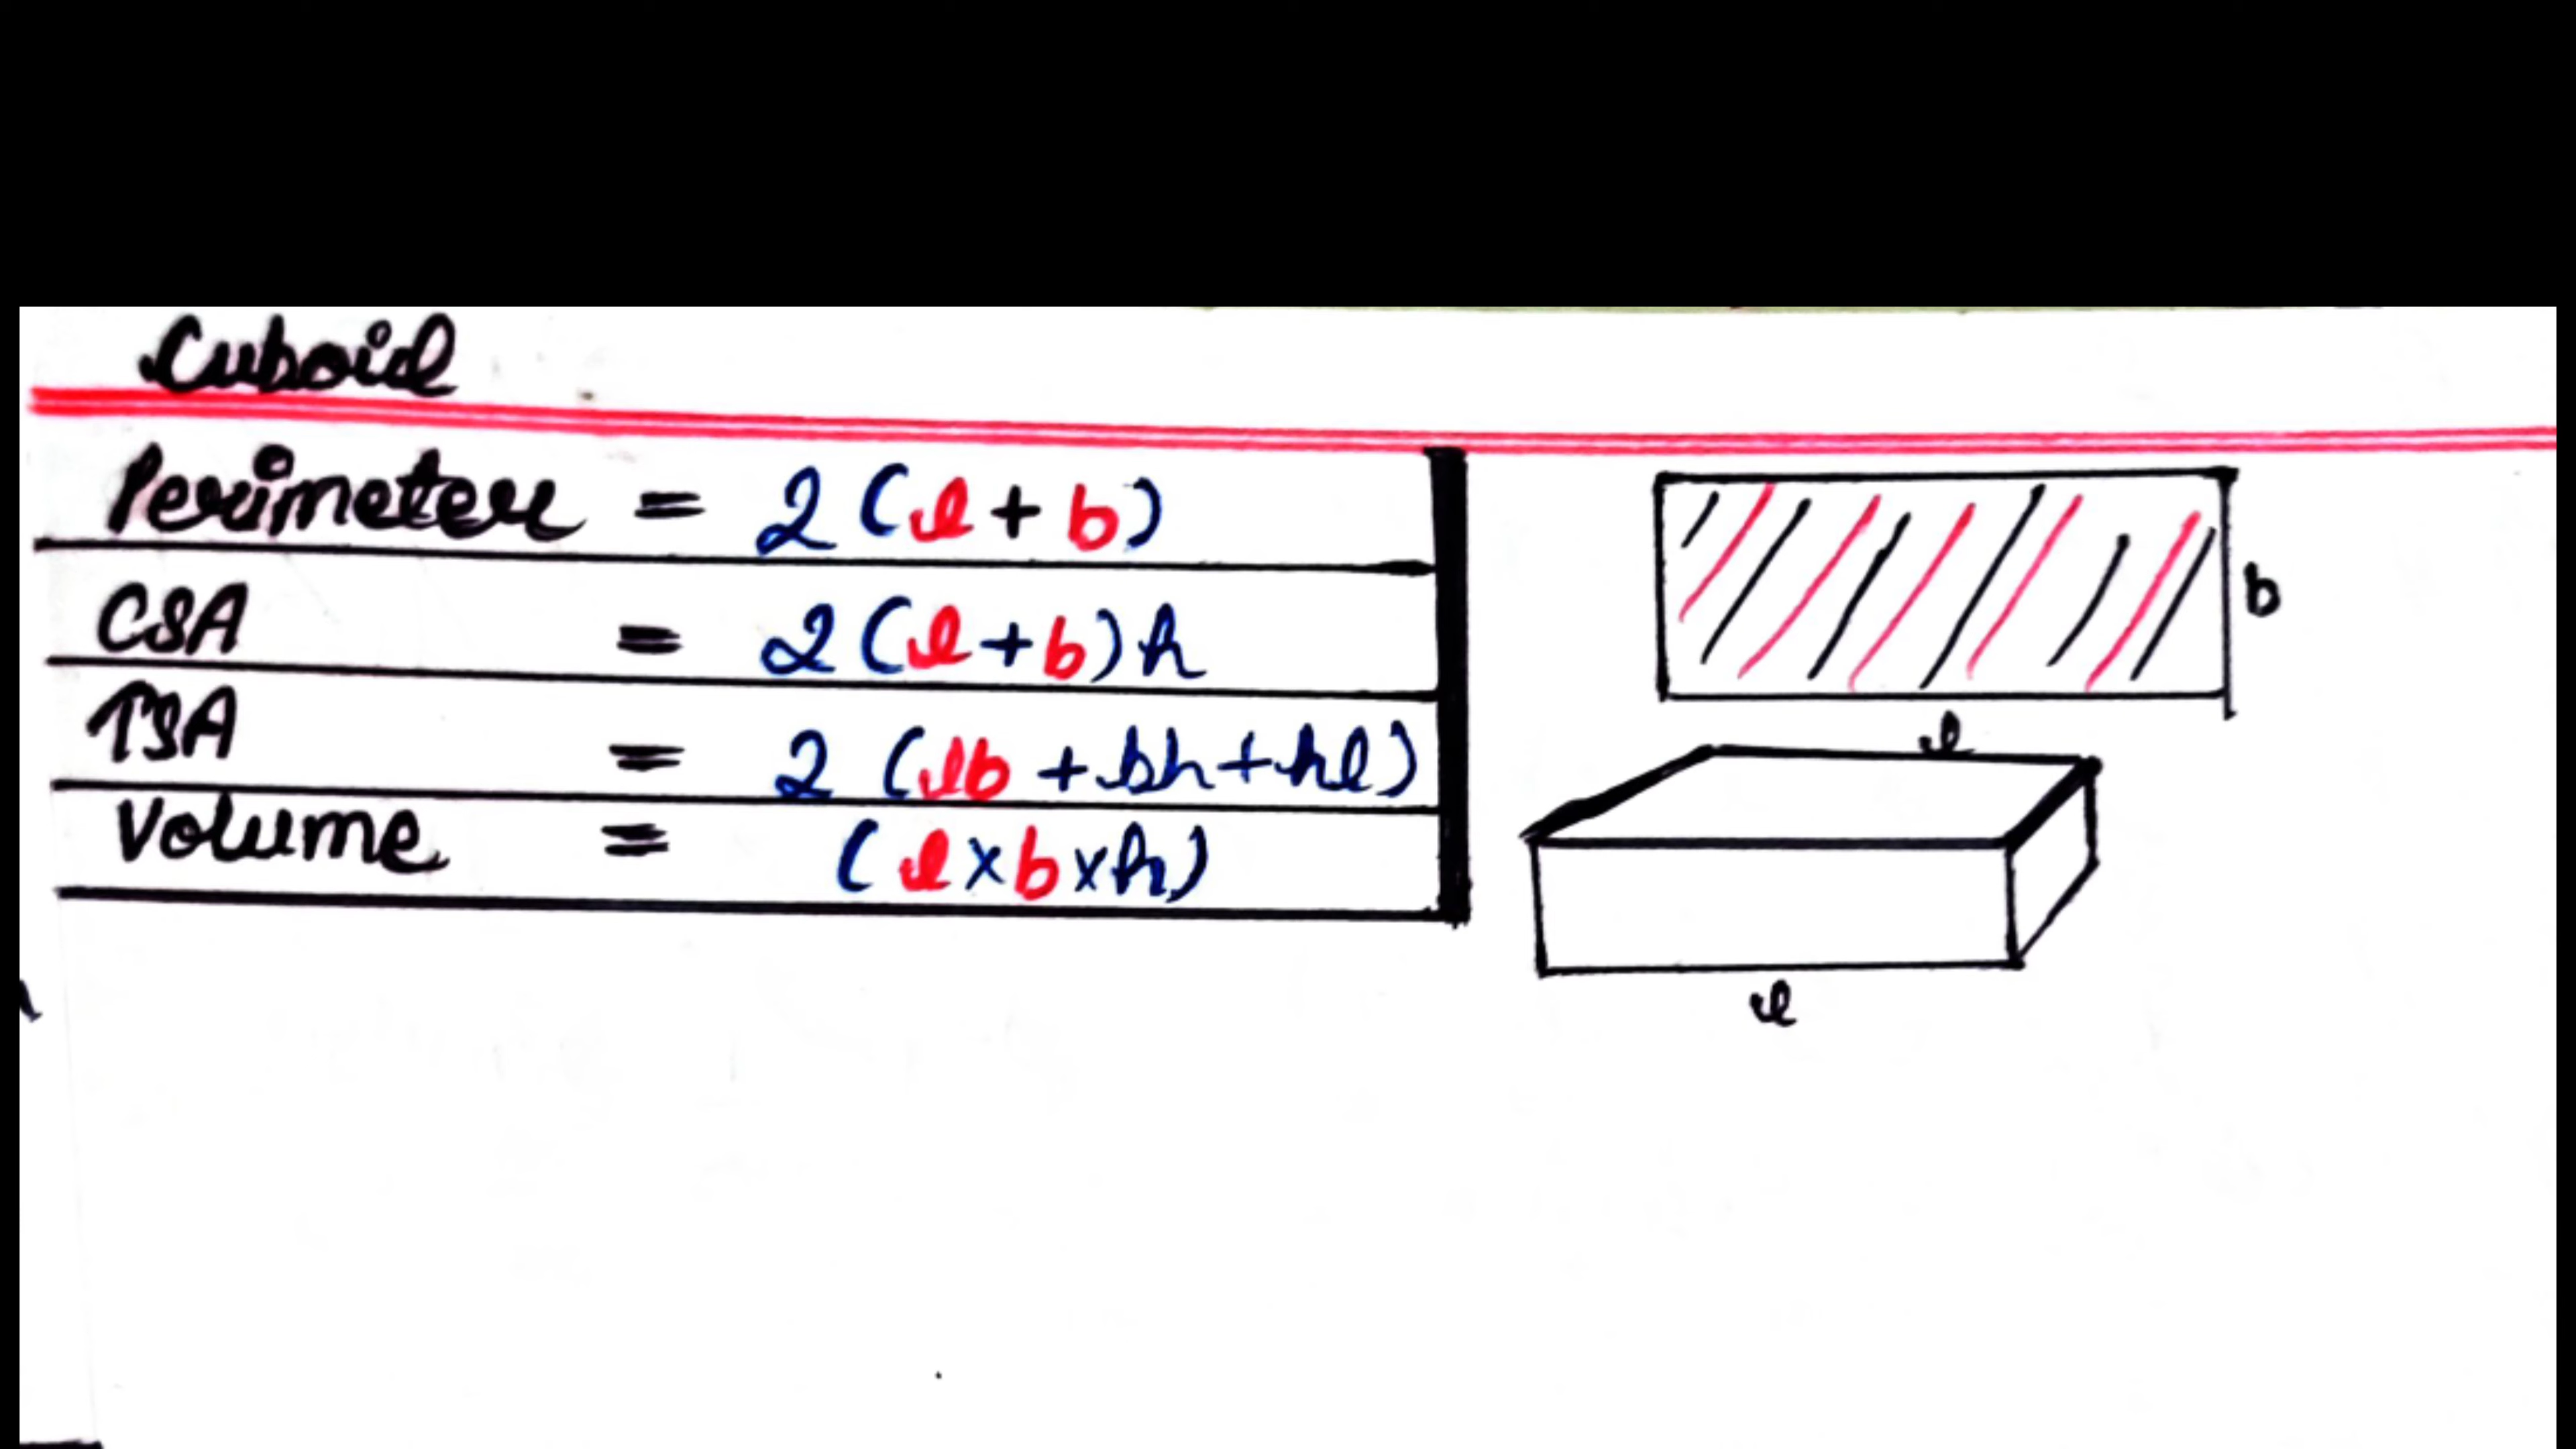 Cuboid
Perimeter = 2(l+b)
CSA = 2(l+b)h
TSA = 2 (lb +bh+hl)
Volume = (l×b×h)
b
l
l